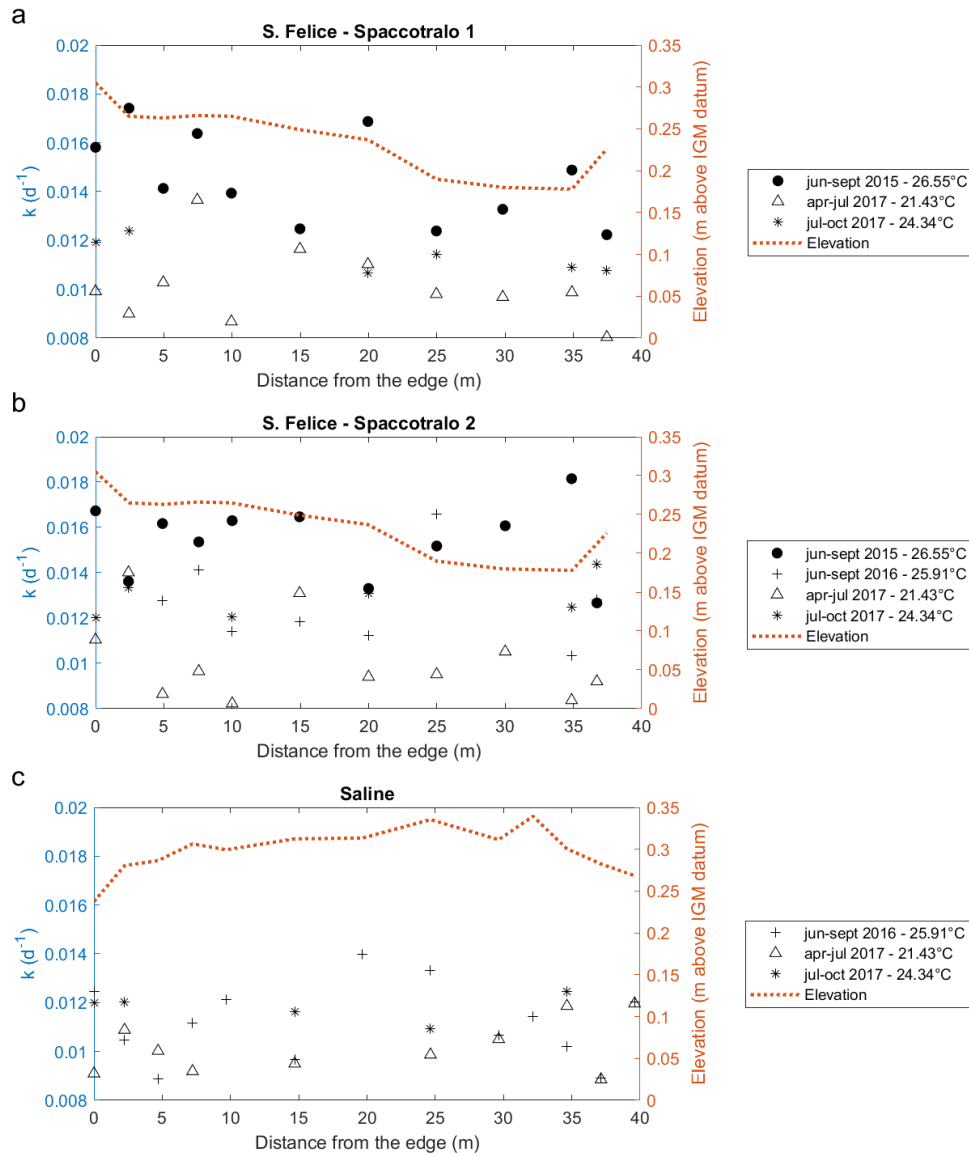 a
S. Felice - Spaccotralo 1
0.02
0.018
0.016
0.014
0.012
0.01
0.008
k (d-1)
0.35
0.3
0.25
0.2
0.15
0.1
0.05
0
Elevation (m above IGM datum)
0 5 10 15 20 25 30 35 40
Distance from the edge (m)
jun-sept 2015 - 26.55°C
apr-jul 2017 - 21.43°C
jul-oct 2017 - 24.34°C
Elevation
b
S. Felice - Spaccotralo 2
0.02
0.018
0.016
0.014
0.012
0.01
0.008
k (d-1)
0.35
0.3
0.25
0.2
0.15
0.1
0.05
0
Elevation (m above IGM datum)
0 5 10 15 20 25 30 35 40
Distance from the edge (m)
jun-sept 2015 - 26.55°C
jun-sept 2016 - 25.91°C
apr-jul 2017 - 21.43°C
jul-oct 2017 - 24.34°C
Elevation
c
Saline
0.02
0.018
0.016
0.014
0.012
0.01
0.008
k (d-1)
0.35
0.3
0.25
0.2
0.15
0.1
0.05
0
Elevation (m above IGM datum)
0 5 10 15 20 25 30 35 40
Distance from the edge (m)
jun-sept 2016 - 25.91°C
apr-jul 2017 - 21.43°C
jul-oct 2017 - 24.34°C
Elevation